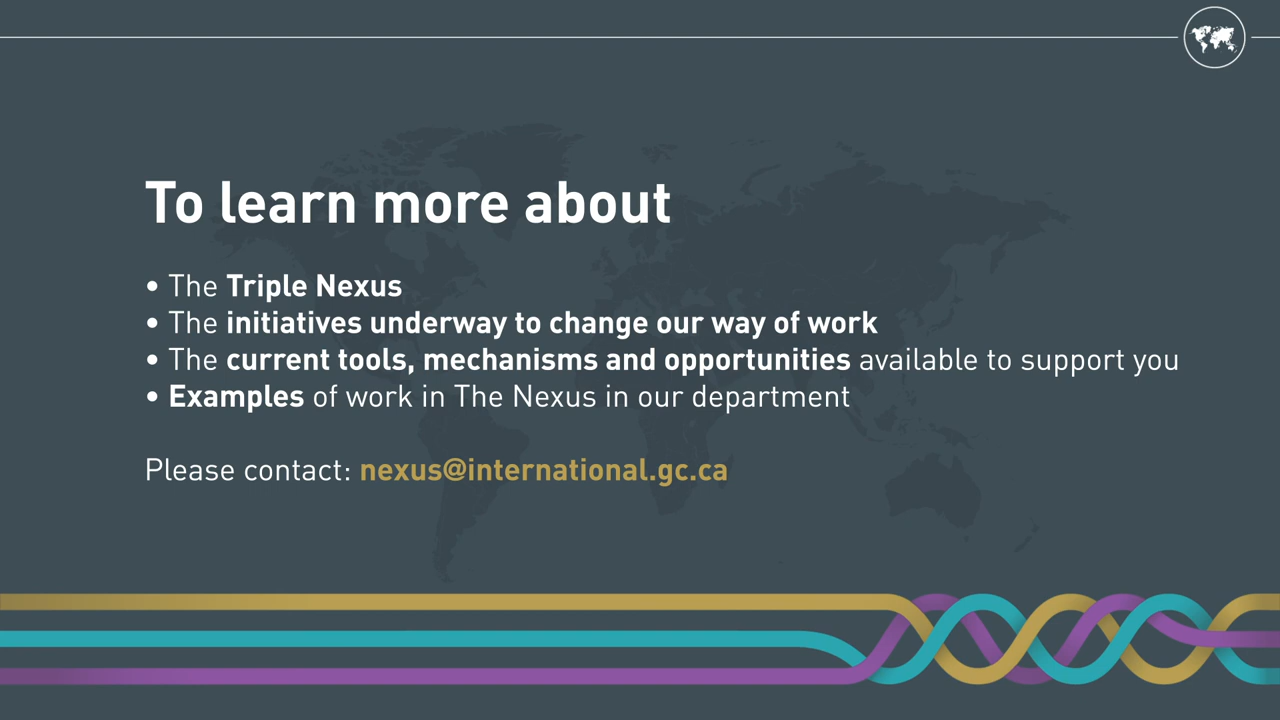 To learn more about
• The Triple Nexus
• The initiatives underway to change our way of work
• The current tools, mechanisms and opportunities available to support you
• Examples of work in The Nexus in our department
Please contact: nexus@international.gc.ca